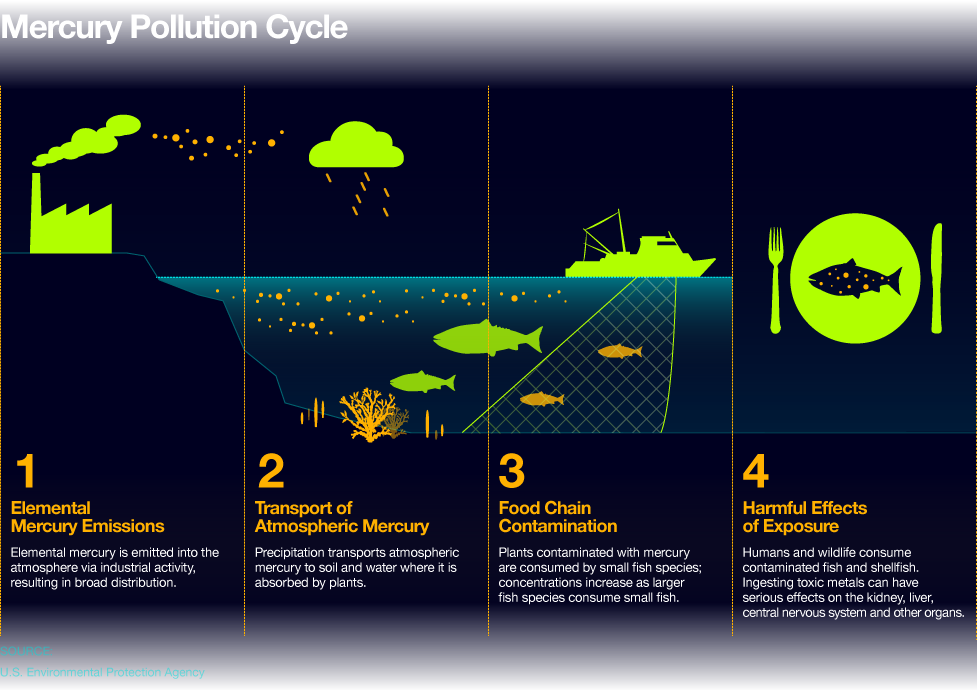 Mercury Pollution Cycle
1
Elemental
Mercury Emissions
Elemental mercury is emitted into the
atmosphere via industrial activity,
resulting in broad distribution.
2
Transport of
Atmospheric Mercury
Precipitation transports atmospheric
mercury to soil and water where it is
absorbed by plants.
3
Food Chain
Contamination
Plants contaminated with mercury
are consumed by small fish species;
concentrations increase as larger
fish species consume small fish.
4
Harmful Effects
of Exposure
Humans and wildlife consume
contaminated fish and shellfish.
Ingesting toxic metals can have
serious effects on the kidney, liver,
central nervous system and other organs.
SOURCE:
U.S. Environmental Protection Agency